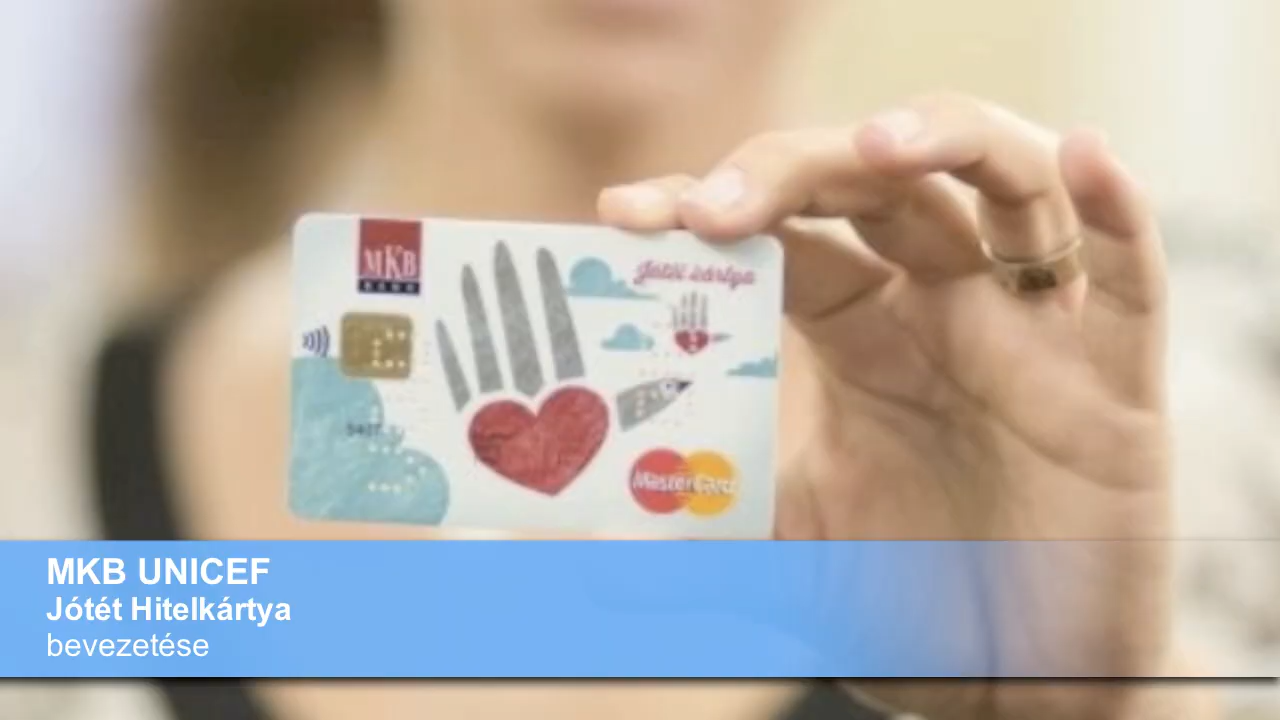 MKB
BANK
Jótét kártya
MasterCard
MKB UNICEF
Jótét Hitelkártya
bevezetése